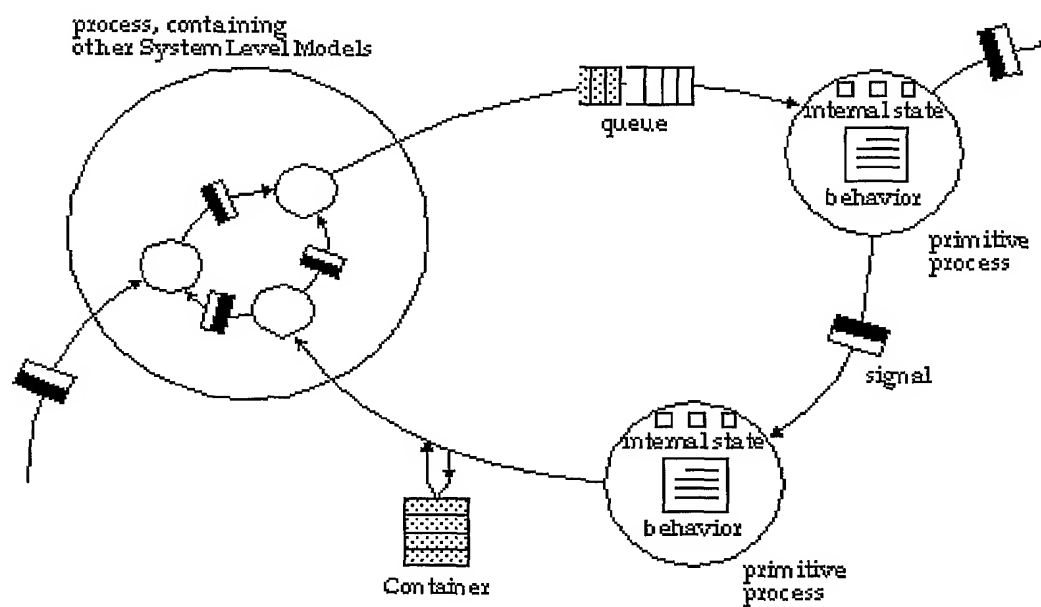 process, containing
other System Level Models
queue
internal state
behavior
primitive
process
signal
internal state
behavior
Container
primitive
process